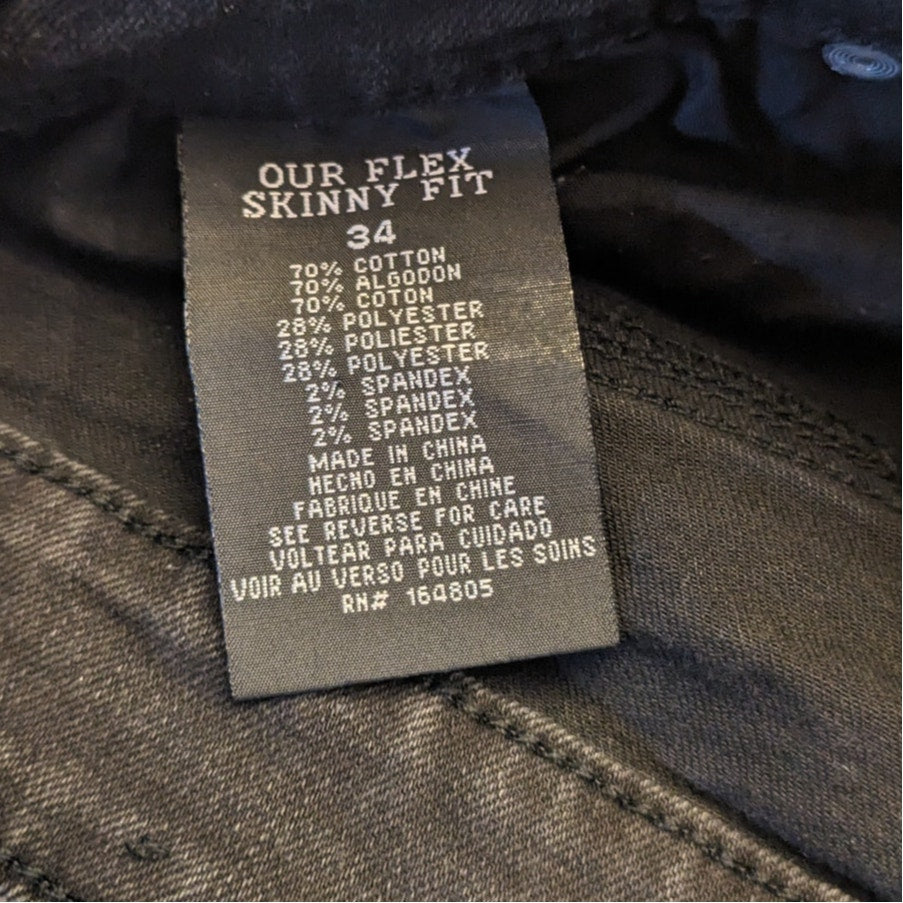 OUR FLEX
SKINNY FIT
34
70% COTTON
70% ALGODON
70% COTON
28% POLYESTER
28% POLIESTER
28% POLYESTER
2% SPANDEX
2% SPANDEX
2% SPANDEX
MADE IN CHINA
HECHO EN CHINA
FABRIQUE EN CHINE
SEE REVERSE FOR CARE
VOLTEAR PARA CUIDADO
VOIR AU VERSO POUR LES SOINS
RN# 164805